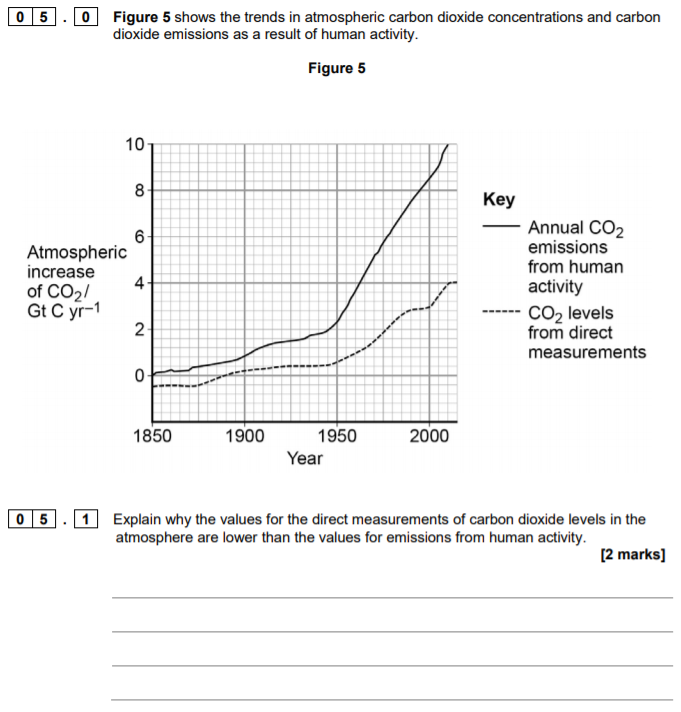 0 5 . 0 Figure 5 shows the trends in atmospheric carbon dioxide concentrations and carbon
dioxide emissions as a result of human activity.
Figure 5
10
8
6
4
2
0
Atmospheric
increase
of CO₂/
Gt C yr⁻¹
1850 1900 1950 2000
Year
Key
Annual CO₂
emissions
from human
activity
CO₂ levels
from direct
measurements
0 5 . 1 Explain why the values for the direct measurements of carbon dioxide levels in the
atmosphere are lower than the values for emissions from human activity.
[2 marks]